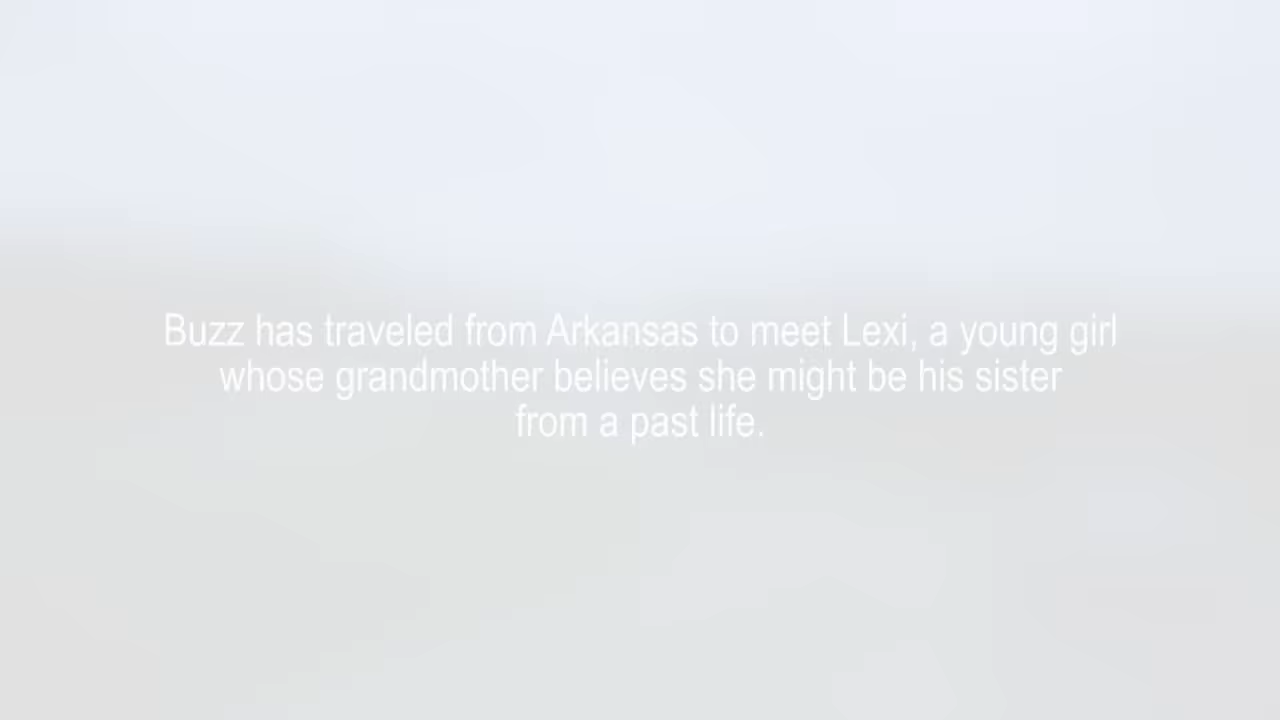 Buzz has traveled from Arkansas to meet Lexi, a young girl
whose grandmother believes she might be his sister
from a past life.